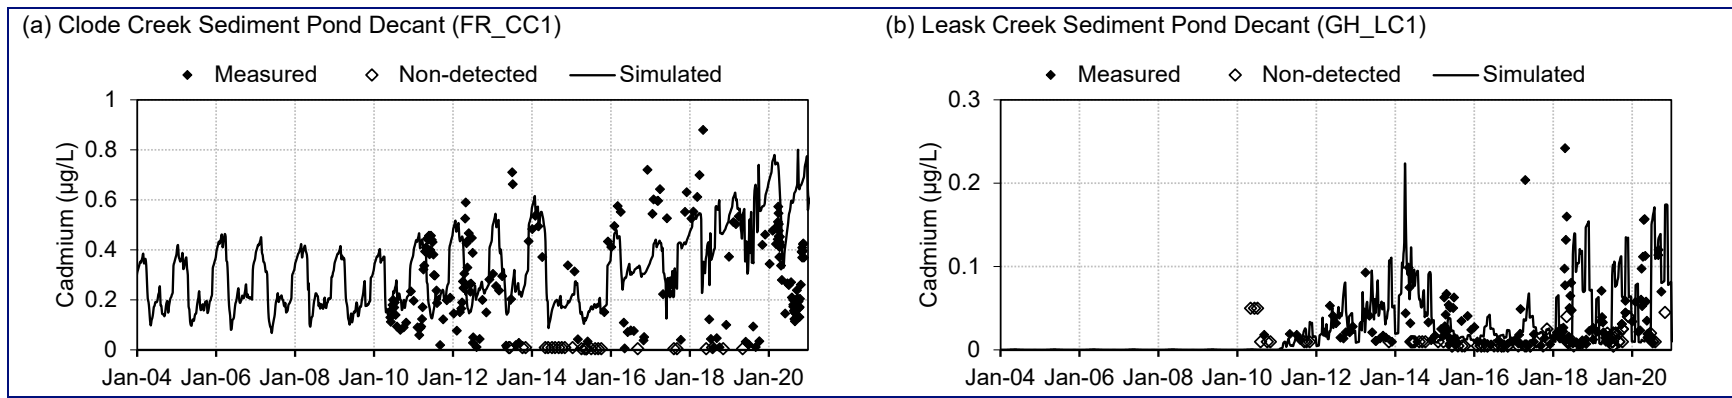 (a) Clode Creek Sediment Pond Decant (FR_CC1)
Measured Non-detected Simulated
1
0.8
0.6
0.4
0.2
0
Cadmium (µg/L)
Jan-04 Jan-06 Jan-08 Jan-10 Jan-12 Jan-14 Jan-16 Jan-18 Jan-20
(b) Leask Creek Sediment Pond Decant (GH_LC1)
Measured Non-detected Simulated
0.3
0.2
0.1
0
Cadmium (µg/L)
Jan-04 Jan-06 Jan-08 Jan-10 Jan-12 Jan-14 Jan-16 Jan-18 Jan-20